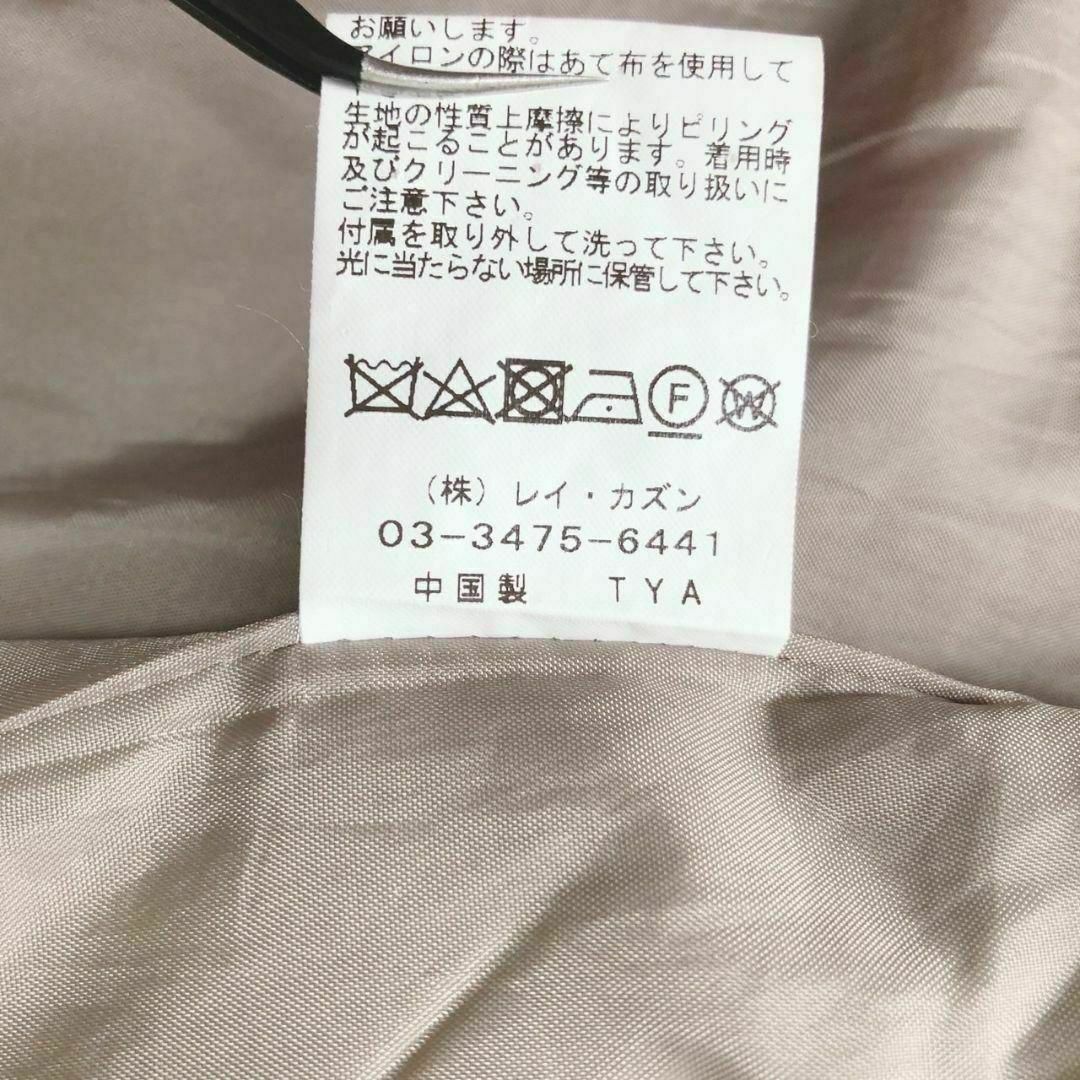 お願いします。
アイロンの際はあて布を使用して
生地の性質上摩擦によりピリング
が起こることがあります。着用時
及びクリーニング等の取り扱いに
ご注意下さい。
付属を取り外して洗って下さい。
光に当たらない場所に保管して下さい。
F W
（株）レイ・カズン
03-3475-6441
中国製 TYA